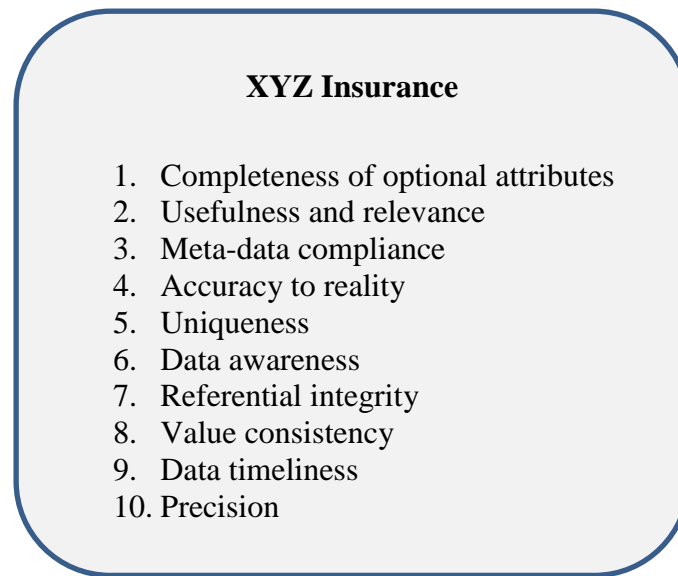 XYZ Insurance
1. Completeness of optional attributes
2. Usefulness and relevance
3. Meta-data compliance
4. Accuracy to reality
5. Uniqueness
6. Data awareness
7. Referential integrity
8. Value consistency
9. Data timeliness
10. Precision